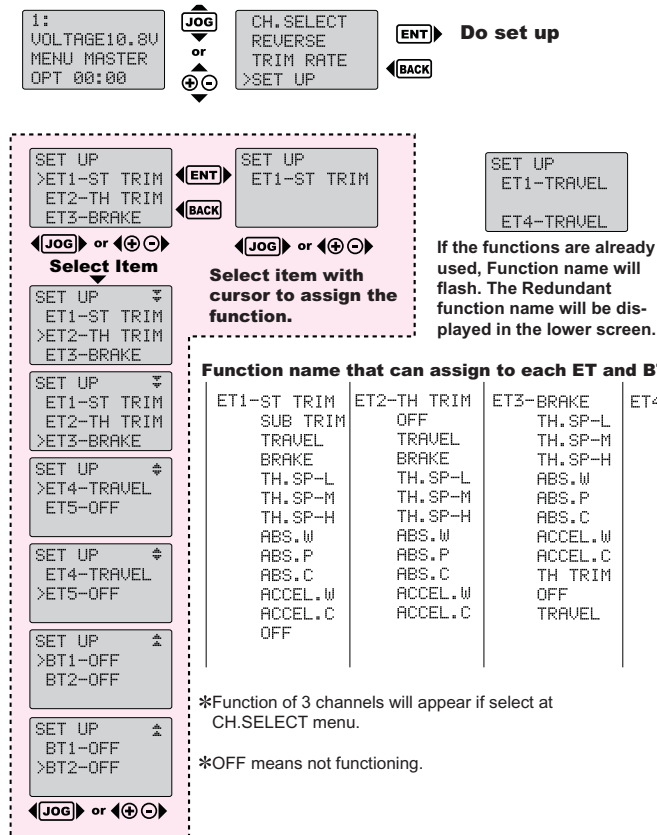 1:
VOLTAGE10.8V
MENU MASTER
OPT 00:00
JOG
or
CH.SELECT
REVERSE
TRIM RATE
>SET UP
ENT
BACK
Do set up
SET UP
>ET1-ST TRIM
ET2-TH TRIM
ET3-BRAKE
ENT
BACK
SET UP
ET1-ST TRIM
SET UP
ET1-TRAVEL
ET4-TRAVEL
JOG or
Select Item
JOG or
Select item with
cursor to assign the
function.
If the functions are already
used, Function name will
flash. The Redundant
function name will be dis-
played in the lower screen.
SET UP
ET1-ST TRIM
>ET2-TH TRIM
ET3-BRAKE
SET UP
ET1-ST TRIM
ET2-TH TRIM
>ET3-BRAKE
SET UP
>ET4-TRAVEL
ET5-OFF
SET UP
ET4-TRAVEL
>ET5-OFF
SET UP
>BT1-OFF
BT2-OFF
SET UP
BT1-OFF
>BT2-OFF
JOG or
Function name that can assign to each ET and B
ET1-ST TRIM
SUB TRIM
TRAVEL
BRAKE
TH.SP-L
TH.SP-M
TH.SP-H
ABS.W
ABS.P
ABS.C
ACCEL.W
ACCEL.C
OFF
ET2-TH TRIM
OFF
TRAVEL
BRAKE
TH.SP-L
TH.SP-M
TH.SP-H
ABS.W
ABS.P
ABS.C
ACCEL.W
ACCEL.C
ET3-BRAKE
TH.SP-L
TH.SP-M
TH.SP-H
ABS.W
ABS.P
ABS.C
ACCEL.W
ACCEL.C
TH TRIM
OFF
TRAVEL
ET4
✻Function of 3 channels will appear if select at
CH.SELECT menu.
✻OFF means not functioning.